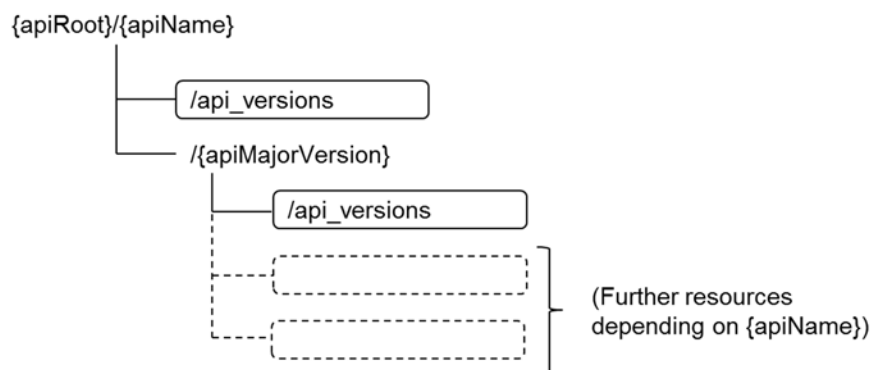 {apiRoot}/{apiName}
/api_versions
/{apiMajorVersion}
/api_versions
(Further resources
depending on {apiName})